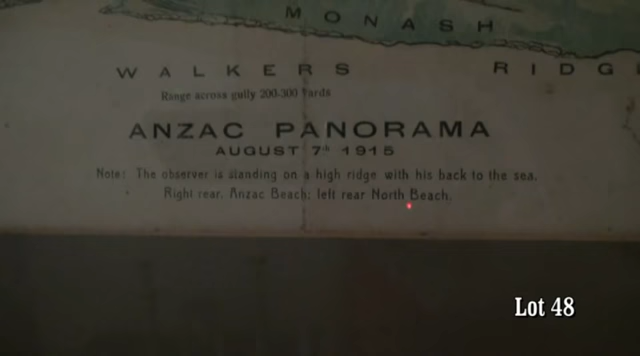 MONASH
WALKERS RIDGE
Range across gully 200-300 Yards
ANZAC PANORAMA
AUGUST 7th 1915
Note: The observer is standing on a high ridge with his back to the sea.
Right rear, Anzac Beach; left rear North Beach.
Lot 48